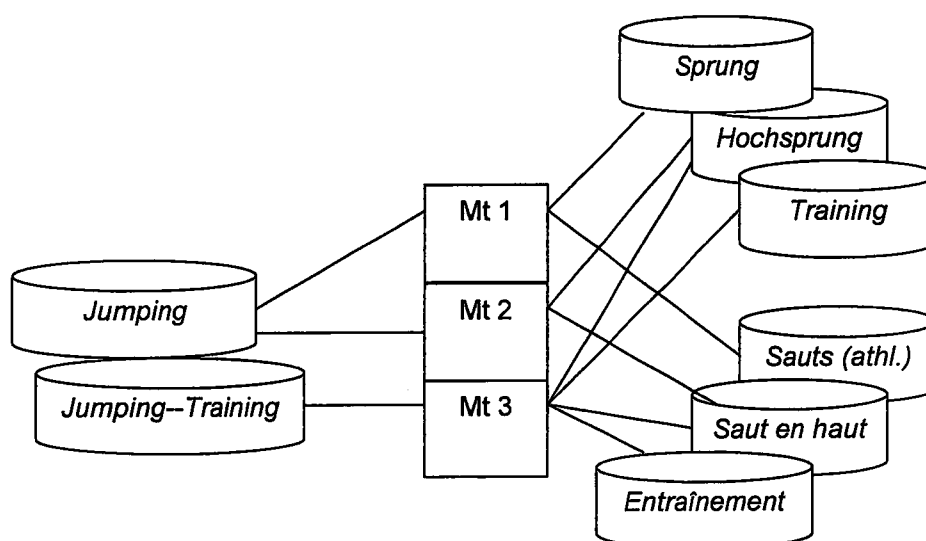 Sprung
Hochsprung
Training
Mt 1
Jumping
Mt 2
Sauts (athl.)
Jumping--Training
Mt 3
Saut en haut
Entraînement